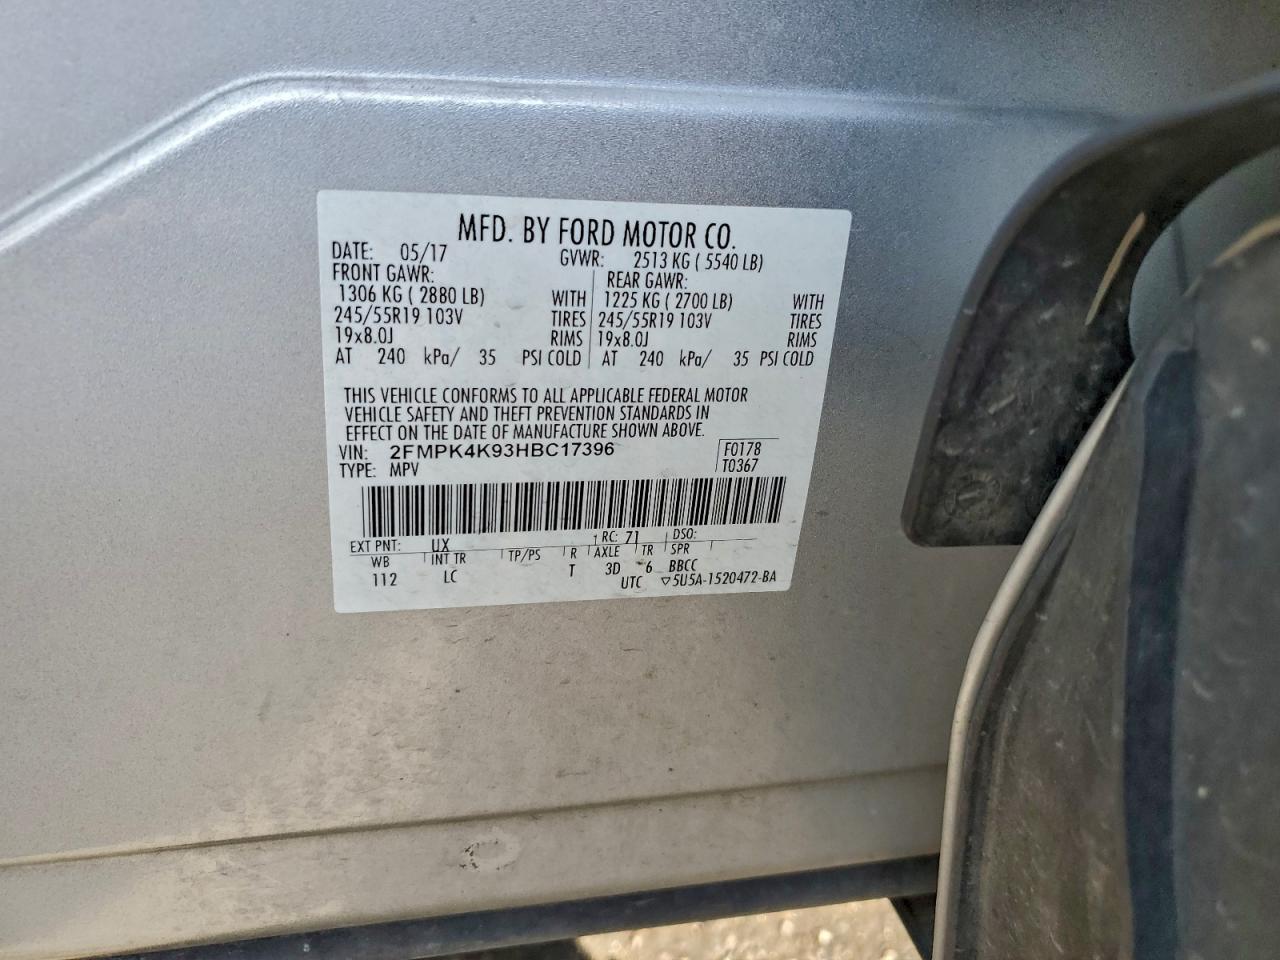 MFD. BY FORD MOTOR CO.
DATE: 05/17 GVWR: 2513 KG ( 5540 LB)
FRONT GAWR: REAR GAWR:
1306 KG ( 2880 LB) WITH 1225 KG ( 2700 LB) WITH
245/55R19 103V TIRES 245/55R19 103V TIRES
19x8.0J RIMS 19x8.0J RIMS
AT 240 kPa/ 35 PSI COLD AT 240 kPa/ 35 PSI COLD
THIS VEHICLE CONFORMS TO ALL APPLICABLE FEDERAL MOTOR
VEHICLE SAFETY AND THEFT PREVENTION STANDARDS IN
EFFECT ON THE DATE OF MANUFACTURE SHOWN ABOVE.
VIN: 2FMPK4K93HBC17396 F0178
TYPE: MPV T0367
EXT PNT: UX RC: 71 DSO:
WB INT TR TP/PS R AXLE TR SPR
112 LC T 3D 6 BBCC
UTC ▽5U5A-1520472-BA